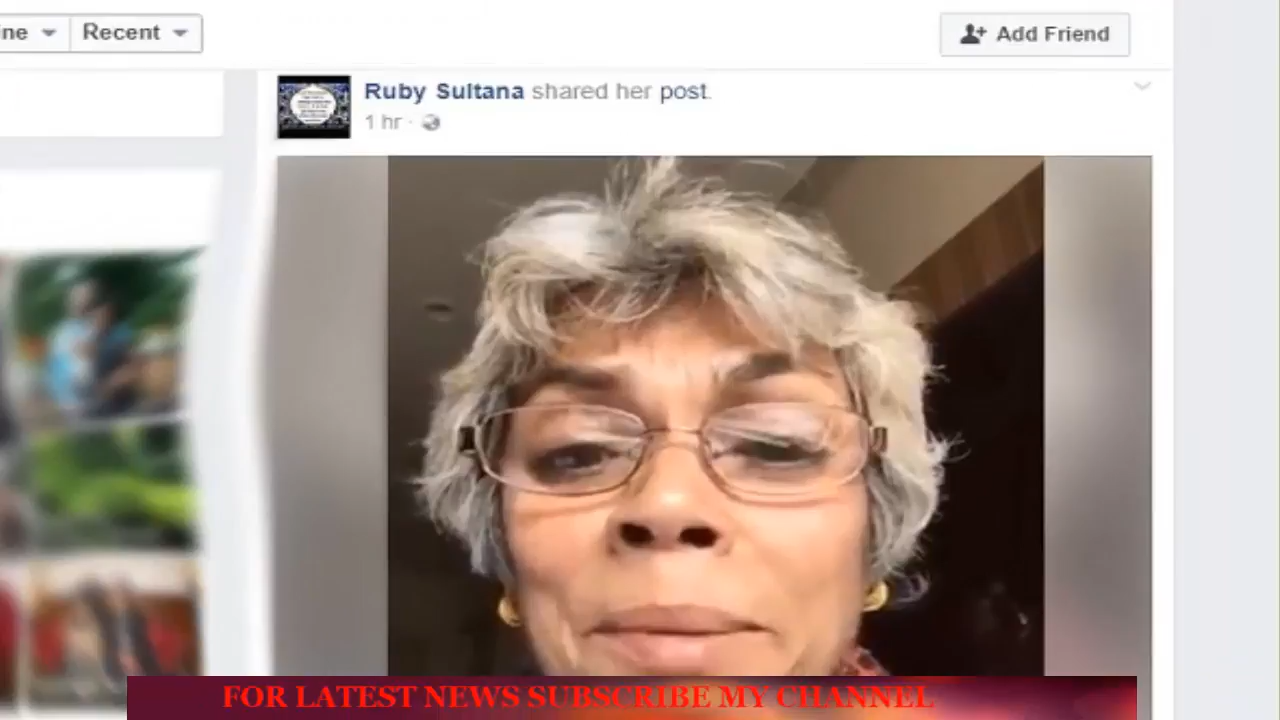 ne Recent Add Friend
Ruby Sultana shared her post.
1 hr ·
FOR LATEST NEWS SUBSCRIBE MY CHANNEL